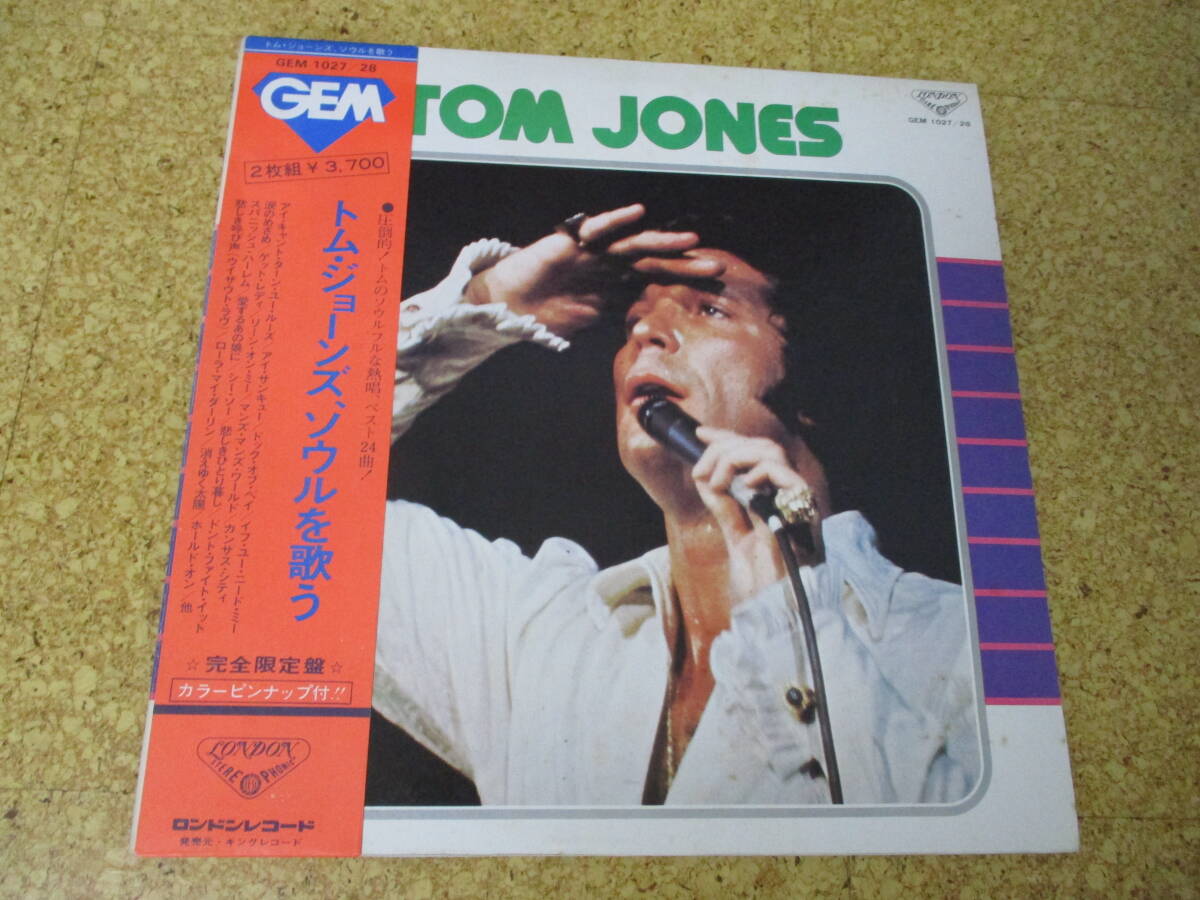 トム・ジョーンズ、ソウルを歌う
GEM 1027/28
GEM
2枚組¥3,700
トム・ジョーンズ、ソウルを歌う
●圧倒的！トムのソウルフルな熱唱、ベスト24曲！
アイ・キャント・ターン・ユー・ルーズ／アイ・サンキュー／ドック・オブ・ベイ／イフ・ユー・ニード・ミー
涙のめざめ／ゲット・レディ／リーン・オン・ミー／マンズ・マンズ・ワールド／カンサス・シティ
スパニッシュ・ハーレム／愛するあの娘に／シー・ソー／悲しきひとり暮し／ドント・ファイト・イット
悲しき呼び声／ウィザウト・ラヴ／ローラ・マイ・ダーリン／消えゆく太陽／ホールド・オン／他
☆完全限定盤☆
カラーピンナップ付!!
LONDON
STEREOPHONIC
ロンドンレコード
発売元・キングレコード
TOM JONES
LONDON
STEREOPHONIC
GEM 1027/28